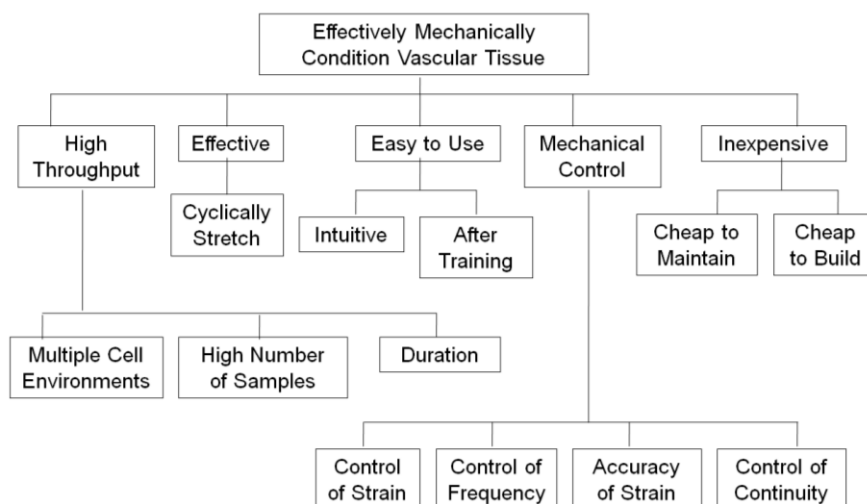 Effectively Mechanically
Condition Vascular Tissue
High
Throughput
Effective
Easy to Use
Mechanical
Control
Inexpensive
Cyclically
Stretch
Intuitive
After
Training
Cheap to
Maintain
Cheap
to Build
Multiple Cell
Environments
High Number
of Samples
Duration
Control
of Strain
Control of
Frequency
Accuracy
of Strain
Control of
Continuity